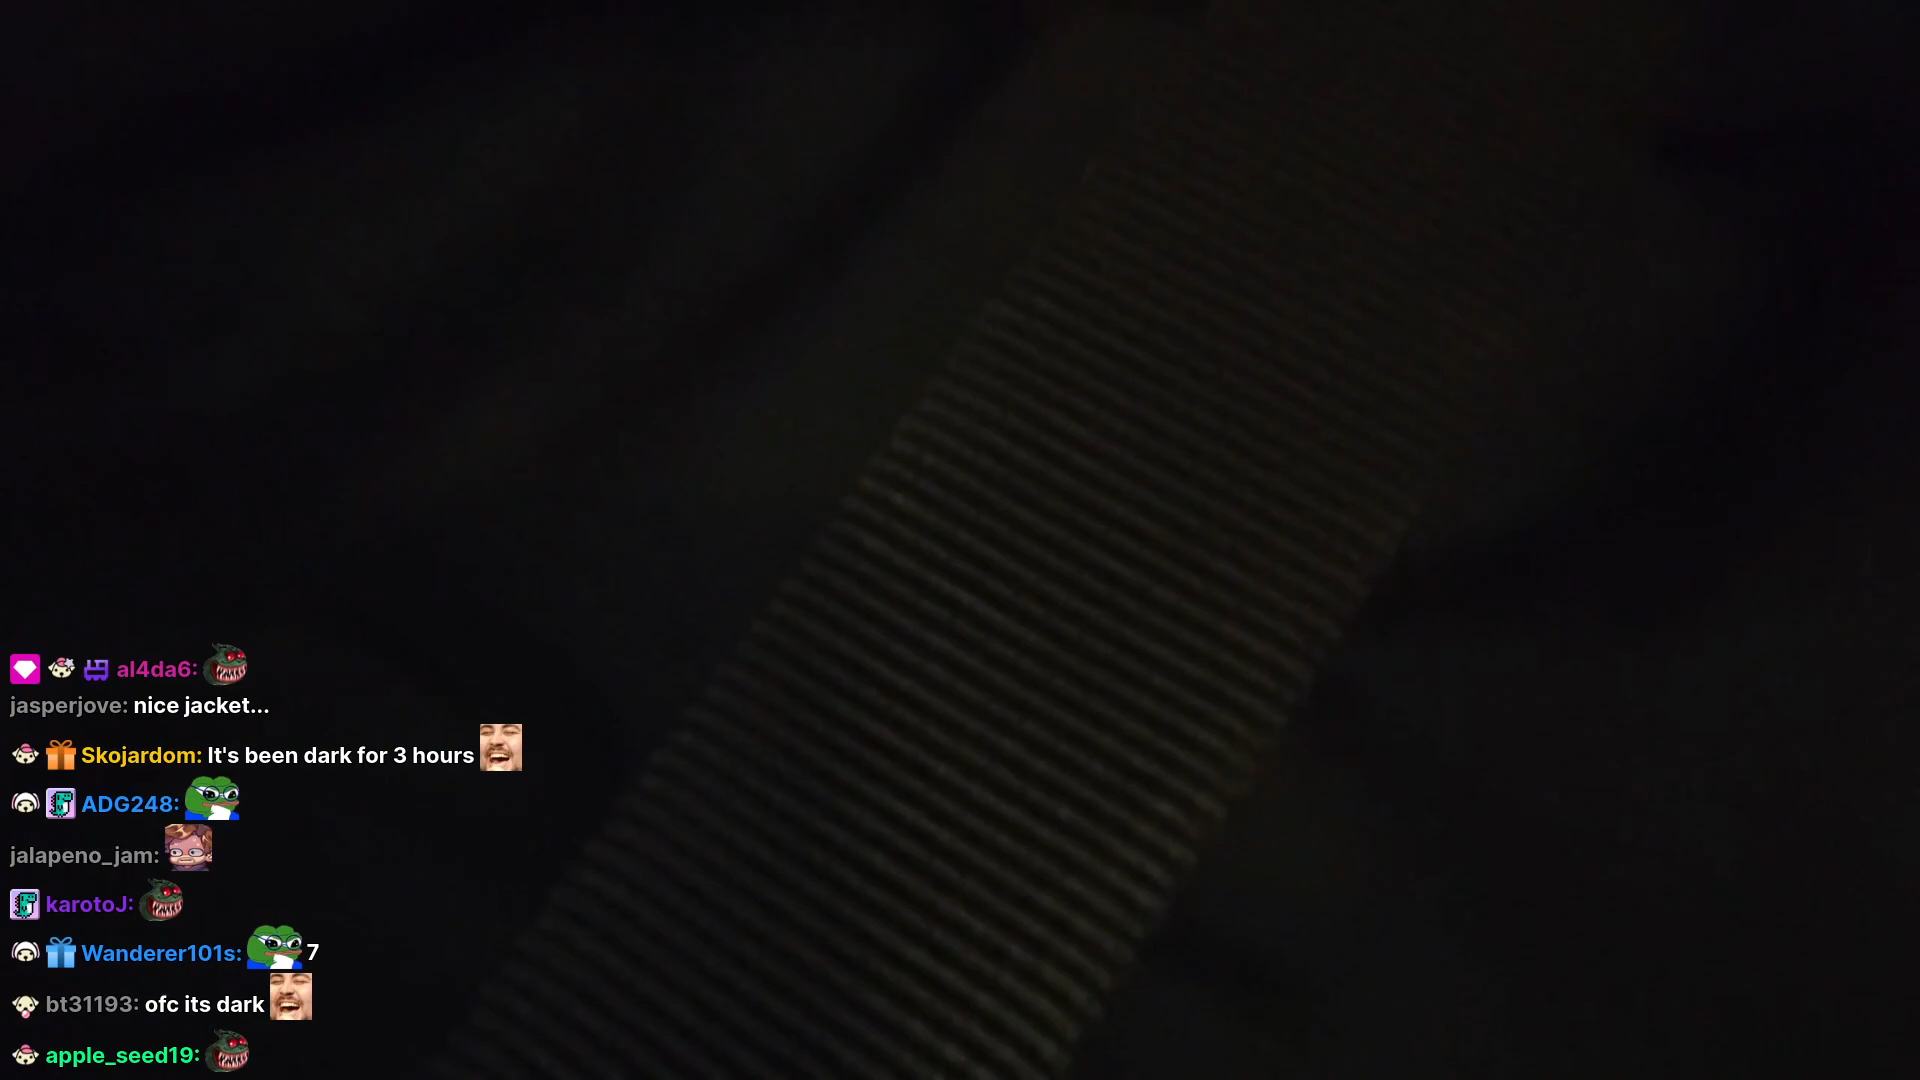 al4da6:
jasperjove: nice jacket...
Skojardom: It's been dark for 3 hours
ADG248:
jalapeno_jam:
karotoJ:
Wanderer101s: 7
bt31193: ofc its dark
apple_seed19: